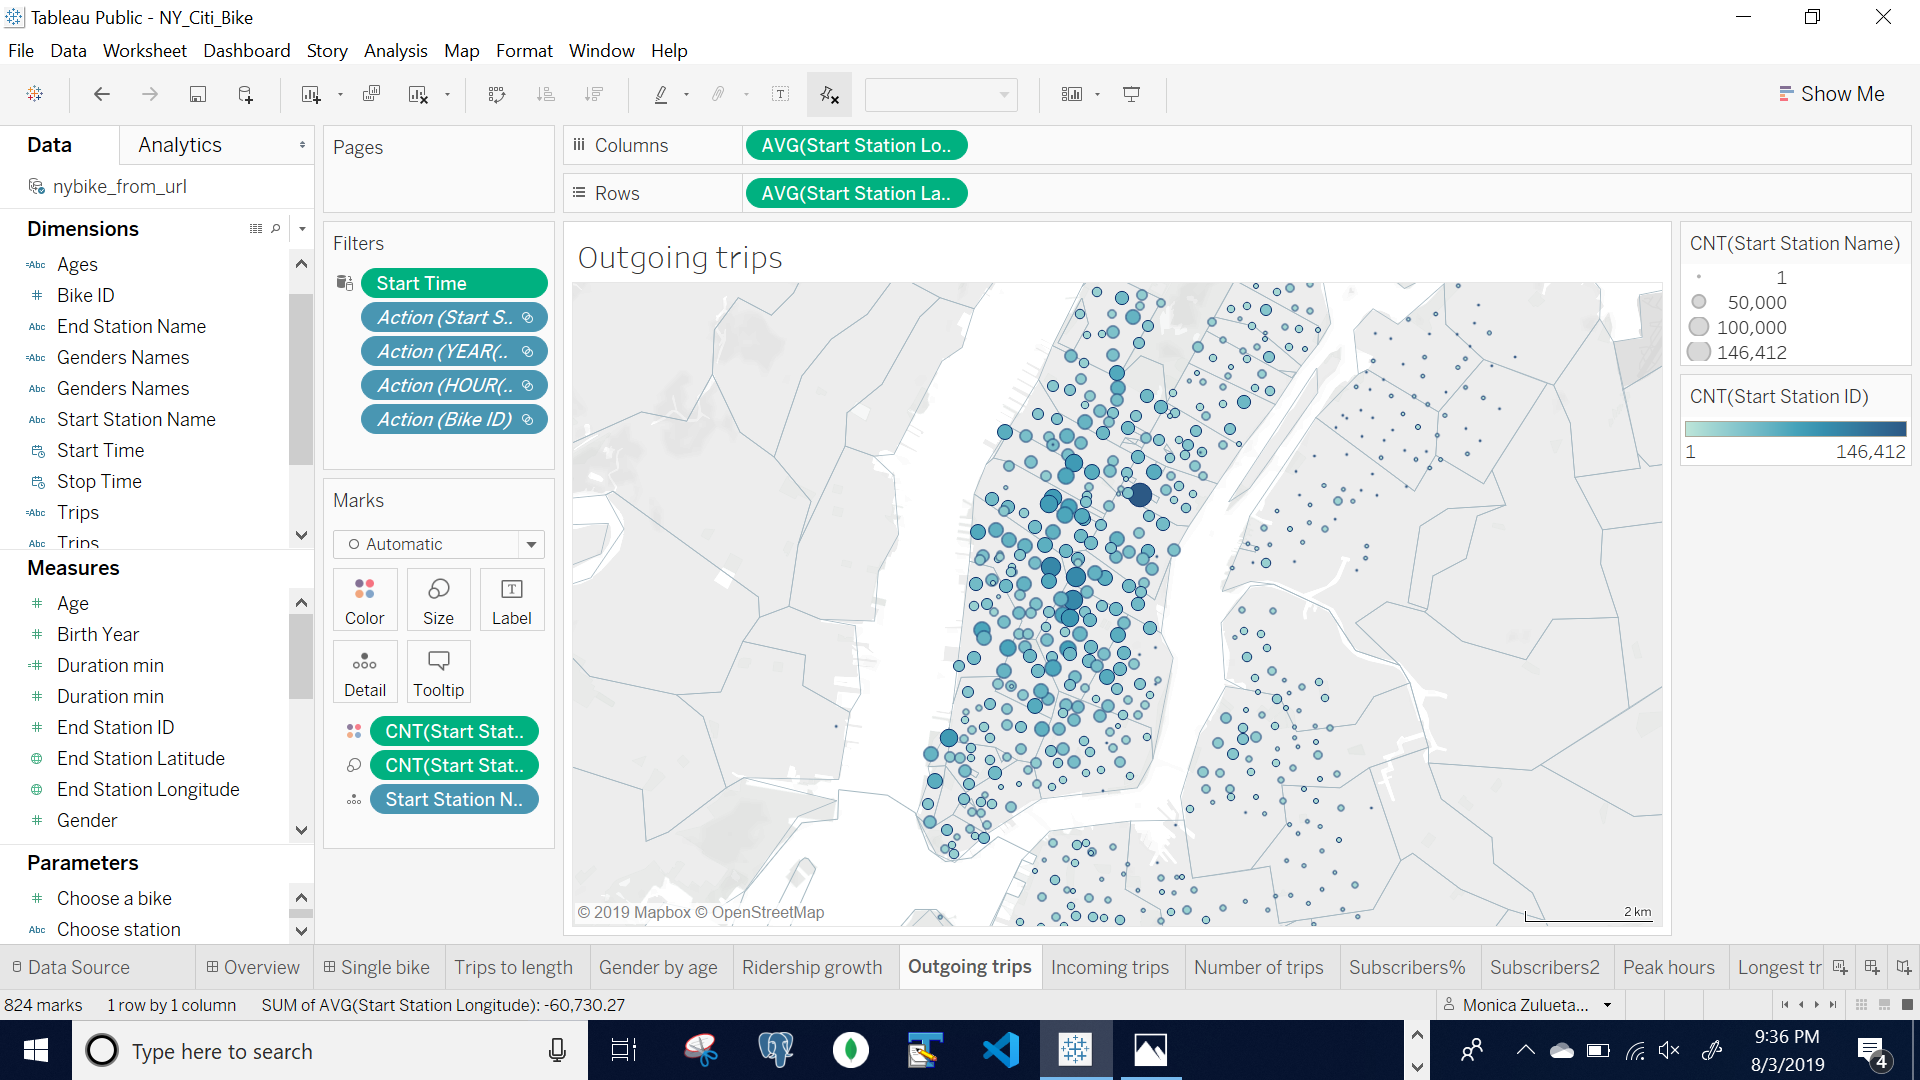 Tableau Public - NY_Citi_Bike
File Data Worksheet Dashboard Story Analysis Map Format Window Help
Show Me
Data Analytics
nybike_from_url
Dimensions
Abc Ages
Bike ID
Abc End Station Name
Abc Genders Names
Abc Genders Names
Abc Start Station Name
Start Time
Stop Time
Abc Trips
Abc Trips
Measures
Age
Birth Year
Duration min
Duration min
End Station ID
End Station Latitude
End Station Longitude
Gender
Parameters
Choose a bike
Abc Choose station
Pages
Filters
Start Time
Action (Start S..
Action (YEAR(..
Action (HOUR(..
Action (Bike ID)
Marks
Automatic
Color Size Label
Detail Tooltip
CNT(Start Stat..
CNT(Start Stat..
Start Station N..
Columns AVG(Start Station Lo..
Rows AVG(Start Station La..
Outgoing trips
© 2019 Mapbox © OpenStreetMap
2 km
CNT(Start Station Name)
1
50,000
100,000
146,412
CNT(Start Station ID)
1 146,412
Data Source Overview Single bike Trips to length Gender by age Ridership growth Outgoing trips Incoming trips Number of trips Subscribers% Subscribers2 Peak hours Longest tr
824 marks 1 row by 1 column SUM of AVG(Start Station Longitude): -60,730.27 Monica Zulueta...
Type here to search
9:36 PM
8/3/2019
4